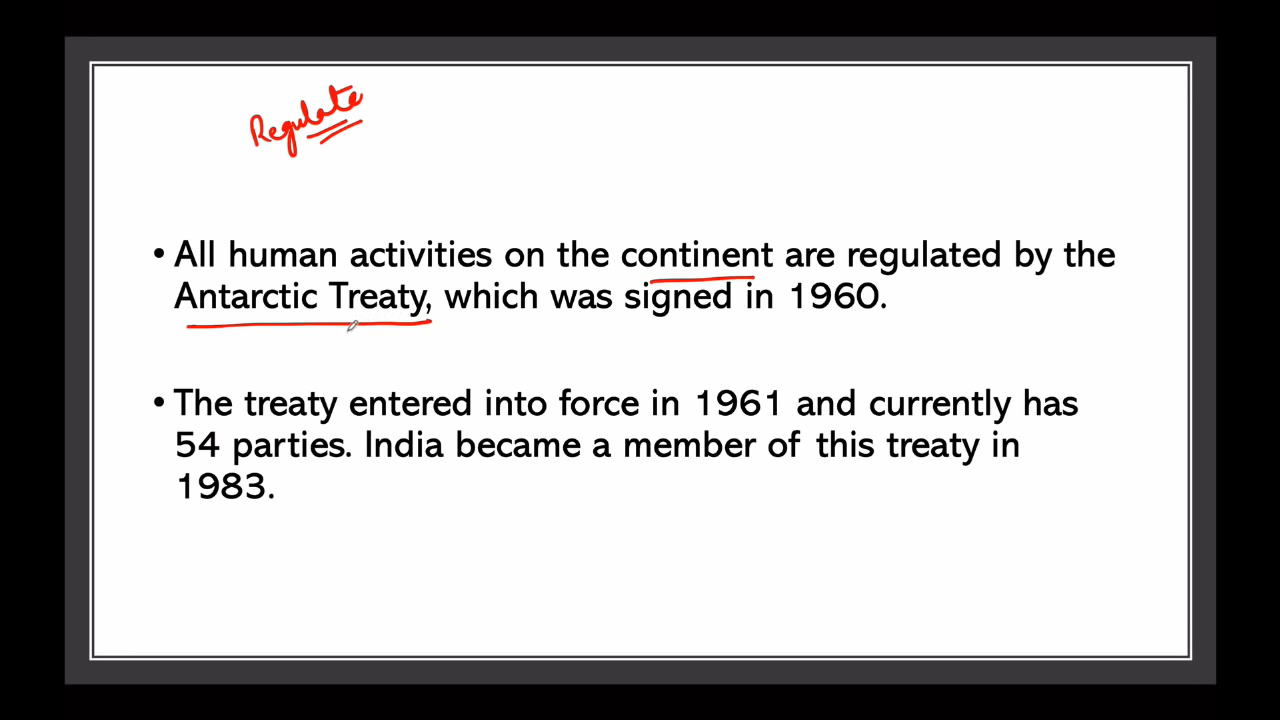 Regulate
• All human activities on the continent are regulated by the
Antarctic Treaty, which was signed in 1960.
• The treaty entered into force in 1961 and currently has
54 parties. India became a member of this treaty in
1983.